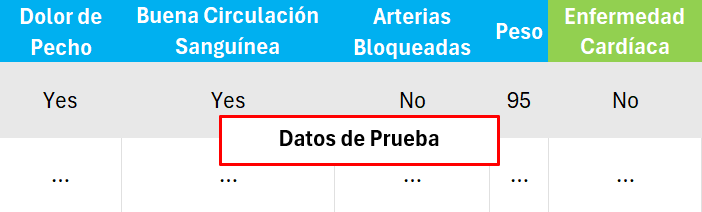 Dolor de Pecho
Buena Circulación Sanguínea
Arterias Bloqueadas
Peso
Enfermedad Cardíaca
Yes Yes No 95 No
Datos de Prueba
... ... ... ... ...